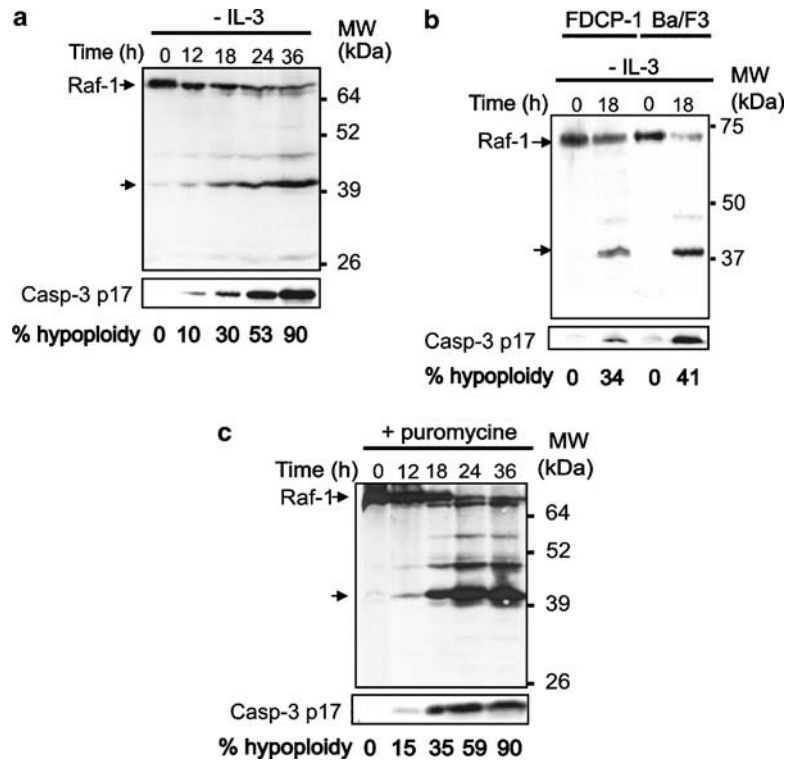 a
- IL-3
MW
(kDa)
Time (h) 0 12 18 24 36
Raf-1
64
52
39
26
Casp-3 p17
% hypoploidy 0 10 30 53 90
b
FDCP-1 Ba/F3
- IL-3
MW
(kDa)
Time (h) 0 18 0 18
75
Raf-1
50
37
Casp-3 p17
% hypoploidy 0 34 0 41
c
+ puromycine
MW
(kDa)
Time (h) 0 12 18 24 36
Raf-1
64
52
39
26
Casp-3 p17
% hypoploidy 0 15 35 59 90